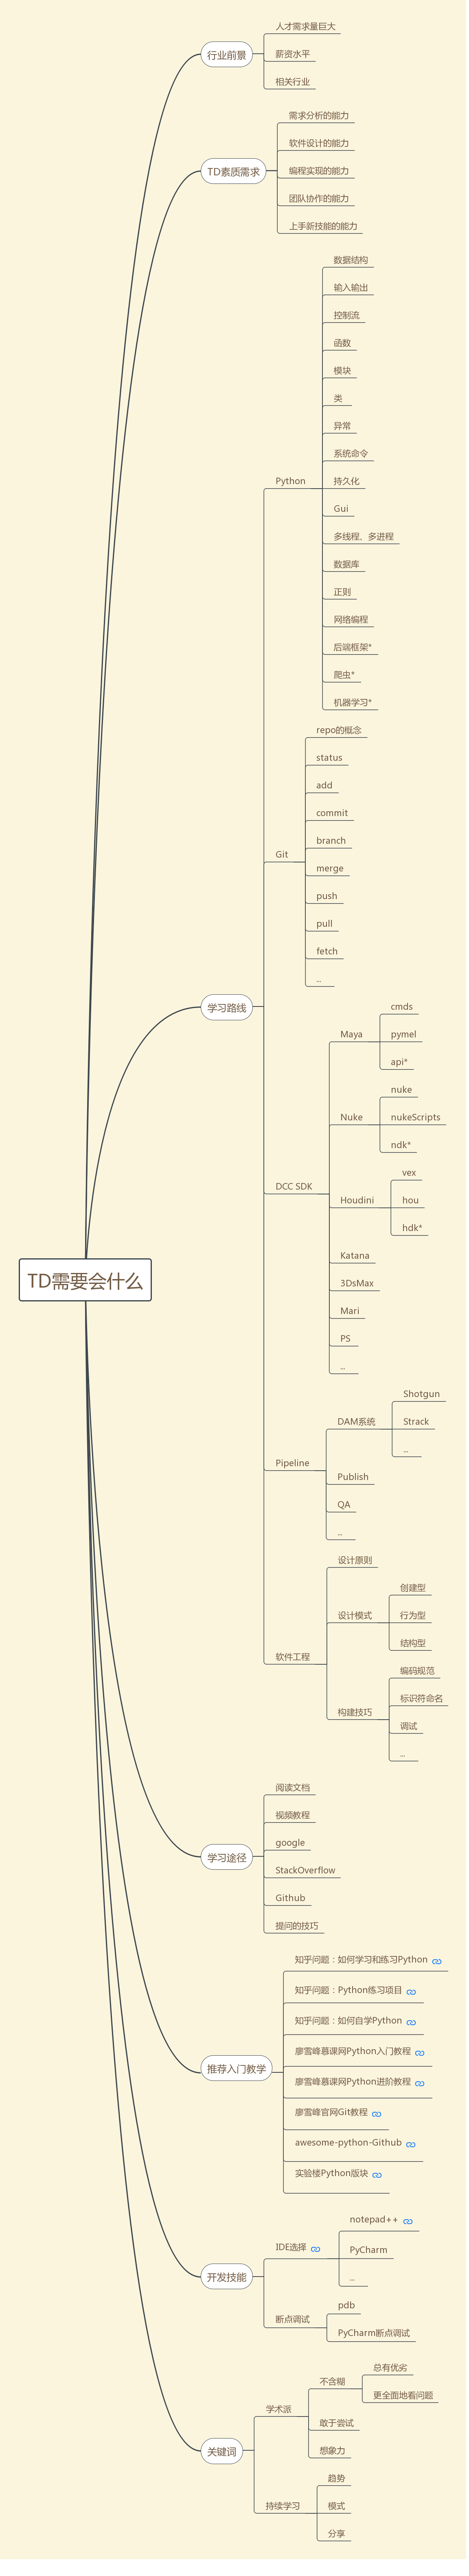 TD需要会什么
行业前景
人才需求量巨大
薪资水平
相关行业
TD素质需求
需求分析的能力
软件设计的能力
编程实现的能力
团队协作的能力
上手新技能的能力
学习路线
Python
数据结构
输入输出
控制流
函数
模块
类
异常
系统命令
持久化
Gui
多线程、多进程
数据库
正则
网络编程
后端框架*
爬虫*
机器学习*
Git
repo的概念
status
add
commit
branch
merge
push
pull
fetch
...
DCC SDK
Maya
cmds
pymel
api*
Nuke
nuke
nukeScripts
ndk*
Houdini
vex
hou
hdk*
Katana
3DsMax
Mari
PS
...
Pipeline
DAM系统
Shotgun
Strack
...
Publish
QA
...
软件工程
设计原则
设计模式
创建型
行为型
结构型
构建技巧
编码规范
标识符命名
调试
...
学习途径
阅读文档
视频教程
google
StackOverflow
Github
提问的技巧
推荐入门教学
知乎问题：如何学习和练习Python
知乎问题：Python练习项目
知乎问题：如何自学Python
廖雪峰慕课网Python入门教程
廖雪峰慕课网Python进阶教程
廖雪峰官网Git教程
awesome-python-Github
实验楼Python版块
开发技能
IDE选择
notepad++
PyCharm
...
断点调试
pdb
PyCharm断点调试
关键词
学术派
不含糊
总有优劣
更全面地看问题
敢于尝试
想象力
持续学习
趋势
模式
分享